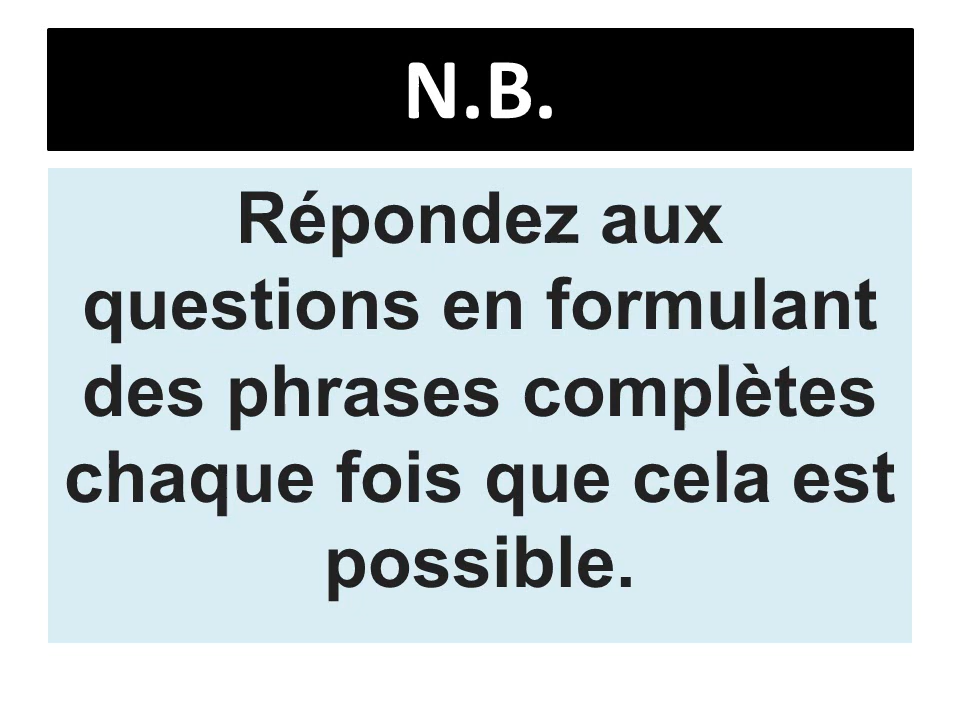 N.B.
Répondez aux
questions en formulant
des phrases complètes
chaque fois que cela est
possible.